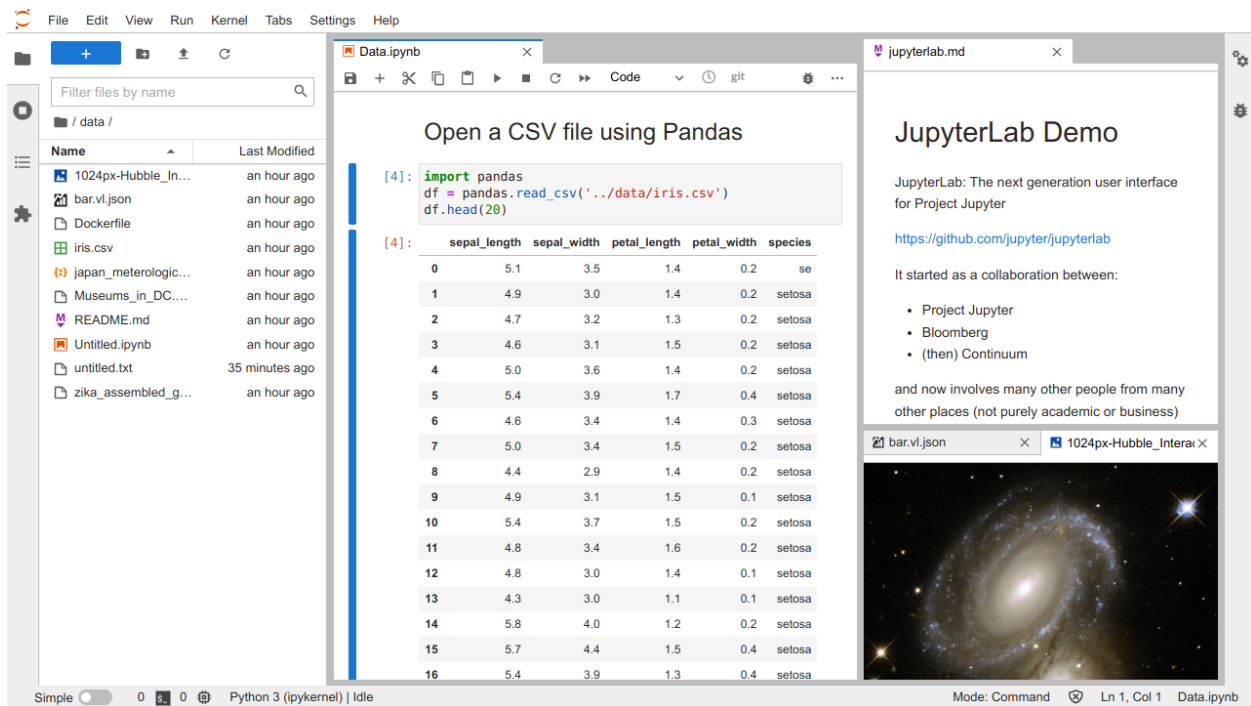 File Edit View Run Kernel Tabs Settings Help
+
Filter files by name
/ data /
Name Last Modified
1024px-Hubble_In... an hour ago
bar.vl.json an hour ago
Dockerfile an hour ago
iris.csv an hour ago
japan_meterologic... an hour ago
Museums_in_DC.... an hour ago
README.md an hour ago
Untitled.ipynb an hour ago
untitled.txt 35 minutes ago
zika_assembled_g... an hour ago
Data.ipynb
Code git
Open a CSV file using Pandas
[4]: import pandas
df = pandas.read_csv('../data/iris.csv')
df.head(20)
[4]: sepal_length sepal_width petal_length petal_width species
0 5.1 3.5 1.4 0.2 se
1 4.9 3.0 1.4 0.2 setosa
2 4.7 3.2 1.3 0.2 setosa
3 4.6 3.1 1.5 0.2 setosa
4 5.0 3.6 1.4 0.2 setosa
5 5.4 3.9 1.7 0.4 setosa
6 4.6 3.4 1.4 0.3 setosa
7 5.0 3.4 1.5 0.2 setosa
8 4.4 2.9 1.4 0.2 setosa
9 4.9 3.1 1.5 0.1 setosa
10 5.4 3.7 1.5 0.2 setosa
11 4.8 3.4 1.6 0.2 setosa
12 4.8 3.0 1.4 0.1 setosa
13 4.3 3.0 1.1 0.1 setosa
14 5.8 4.0 1.2 0.2 setosa
15 5.7 4.4 1.5 0.4 setosa
16 5.4 3.9 1.3 0.4 setosa
jupyterlab.md
JupyterLab Demo
JupyterLab: The next generation user interface
for Project Jupyter
https://github.com/jupyter/jupyterlab
It started as a collaboration between:
• Project Jupyter
• Bloomberg
• (then) Continuum
and now involves many other people from many
other places (not purely academic or business)
bar.vl.json
1024px-Hubble_Intera
Simple 0 0 Python 3 (ipykernel) | Idle
Mode: Command Ln 1, Col 1 Data.ipynb